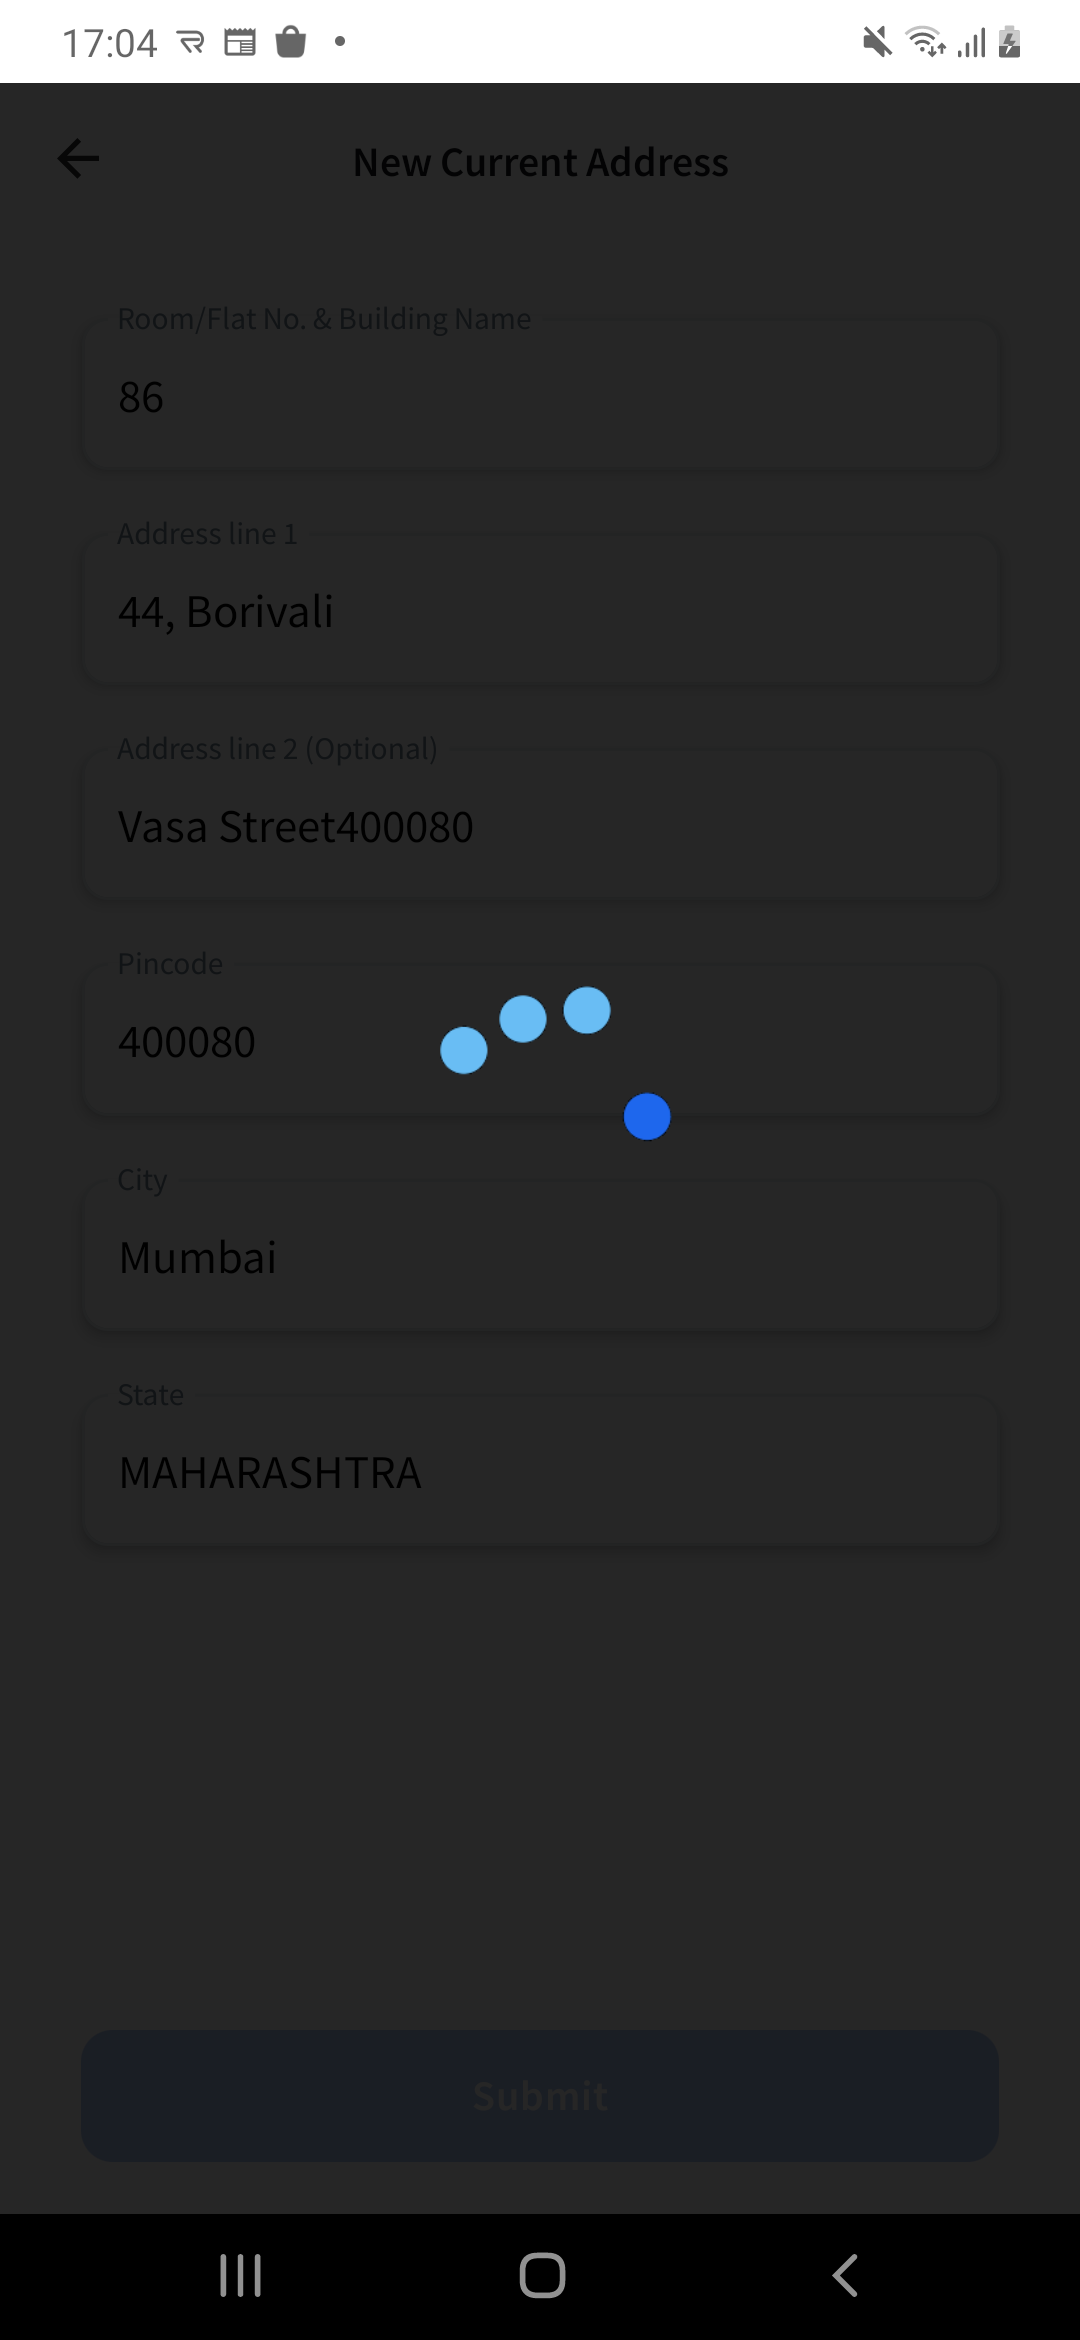 17:04
New Current Address
Room/Flat No. & Building Name
86
Address line 1
44, Borivali
Address line 2 (Optional)
Vasa Street400080
Pincode
400080
City
Mumbai
State
MAHARASHTRA
Submit